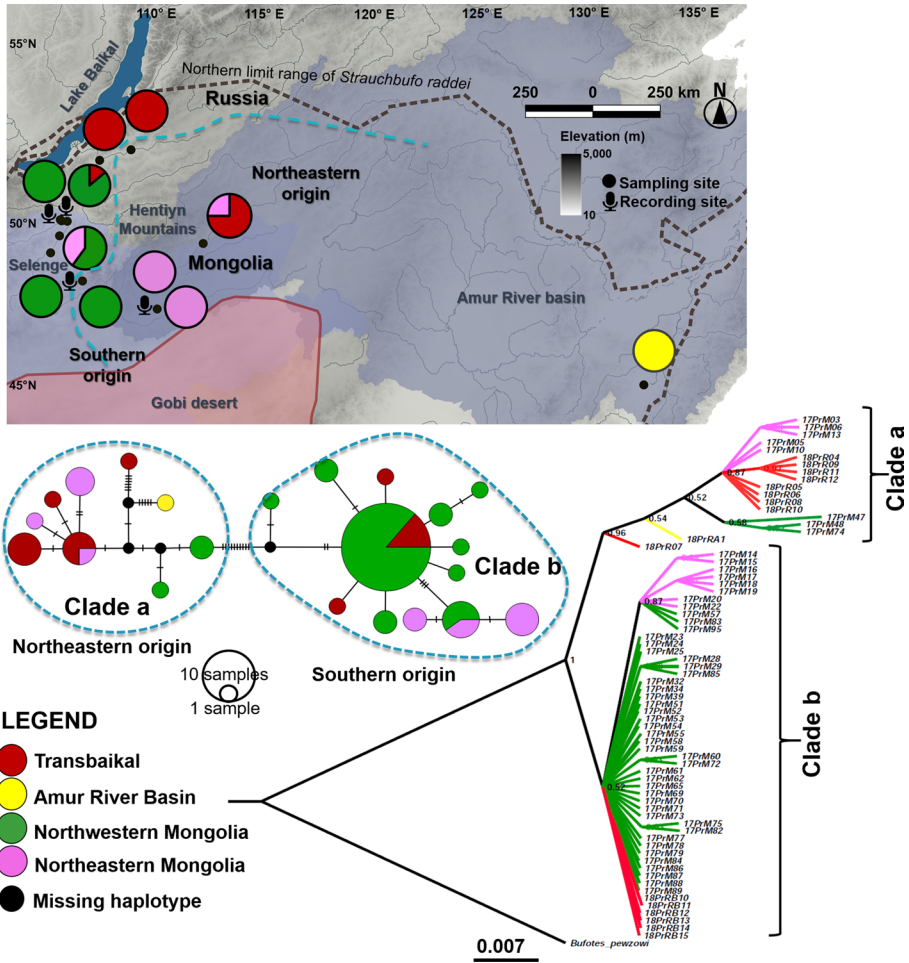 110°E
115°E
120°E
125°E
130°E
135°E
55°N
Lake Baikal
Northern limit range of Strauchbufo raddei
Russia
250 0 250 km
N
Elevation (m)
5,000
10
Sampling site
Recording site
Northeastern
origin
50°N
Hentiyn
Mountains
Selenge
Mongolia
Amur River basin
Southern
origin
45°N
Gobi desert
Clade a
Northeastern origin
Clade b
Southern origin
10 samples
1 sample
LEGEND
Transbaikal
Amur River Basin
Northwestern Mongolia
Northeastern Mongolia
Missing haplotype
17PrM03
17PrM06
17PrM13
17PrM05
17PrM10
18PrR04
18PrR09
18PrR11
18PrR12
18PrR05
18PrR06
18PrR08
18PrR10
17PrM47
17PrM48
17PrM74
18PrRA1
18PrR07
0.87
0.52
0.58
0.54
0.96
Clade a
17PrM14
17PrM15
17PrM16
17PrM17
17PrM18
17PrM19
17PrM20
17PrM22
17PrM57
17PrM83
17PrM95
0.87
17PrM23
17PrM24
17PrM25
17PrM28
17PrM29
17PrM85
17PrM32
17PrM34
17PrM39
17PrM51
17PrM52
17PrM53
17PrM54
17PrM55
17PrM58
17PrM59
17PrM60
17PrM72
17PrM61
17PrM62
17PrM65
17PrM69
17PrM70
17PrM71
17PrM73
17PrM75
17PrM82
17PrM77
17PrM78
17PrM79
17PrM84
17PrM86
17PrM87
17PrM88
17PrM89
18PrRB10
18PrRB11
18PrRB12
18PrRB13
18PrRB14
18PrRB15
0.52
1
Clade b
Bufotes_pewzowi
0.007